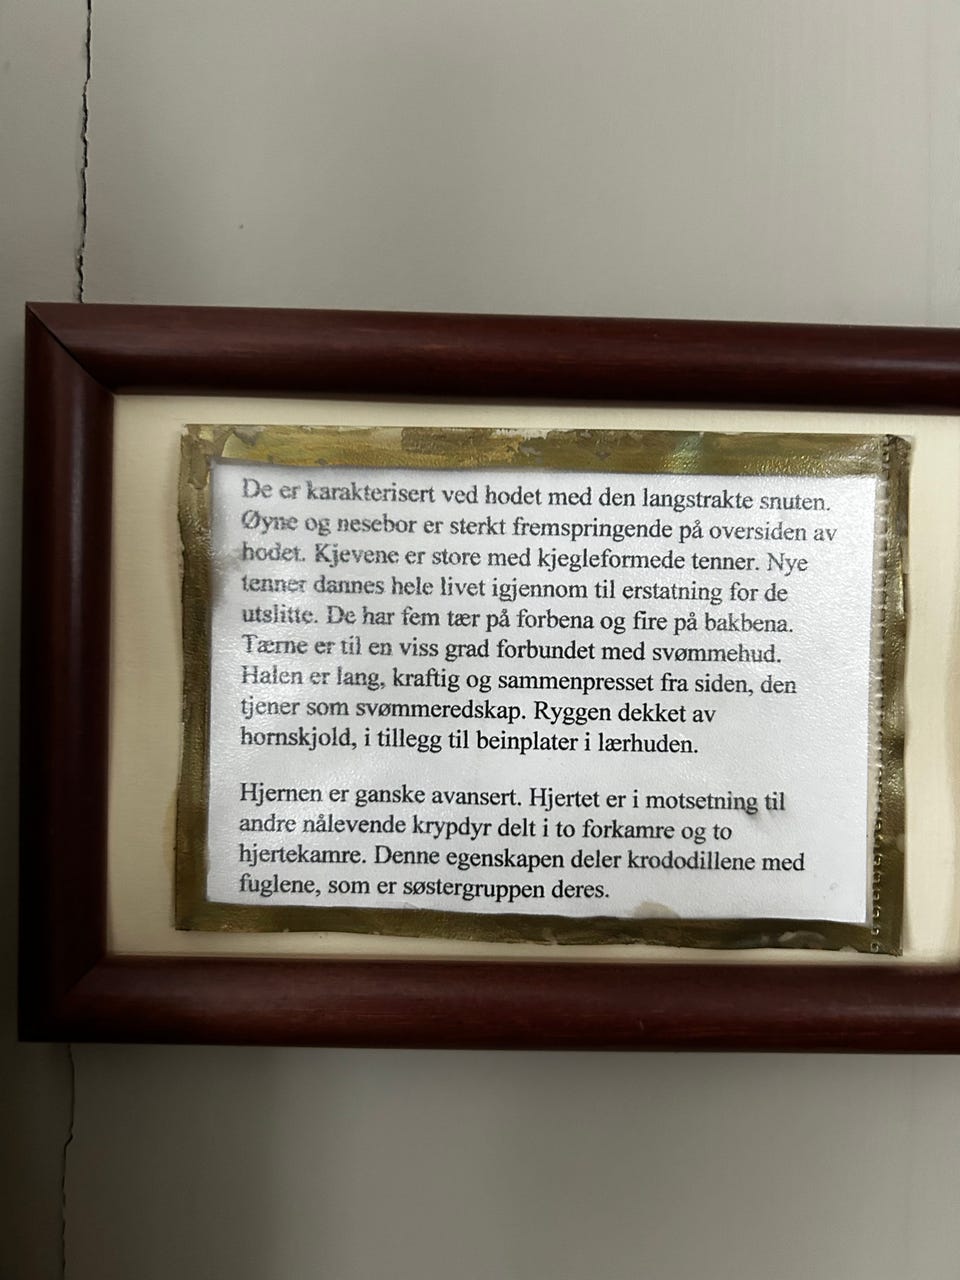 De er karakterisert ved hodet med den langstrakte snuten.
Øyne og nesebor er sterkt fremspringende på oversiden av
hodet. Kjevene er store med kjegleformede tenner. Nye
tenner dannes hele livet igjennom til erstatning for de
utslitte. De har fem tær på forbena og fire på bakbena.
Tærne er til en viss grad forbundet med svømmehud.
Halen er lang, kraftig og sammenpresset fra siden, den
tjener som svømmeredskap. Ryggen dekket av
hornskjold, i tillegg til beinplater i lærhuden.
Hjernen er ganske avansert. Hjertet er i motsetning til
andre nålevende krypdyr delt i to forkamre og to
hjertekamre. Denne egenskapen deler krododillene med
fuglene, som er søstergruppen deres.